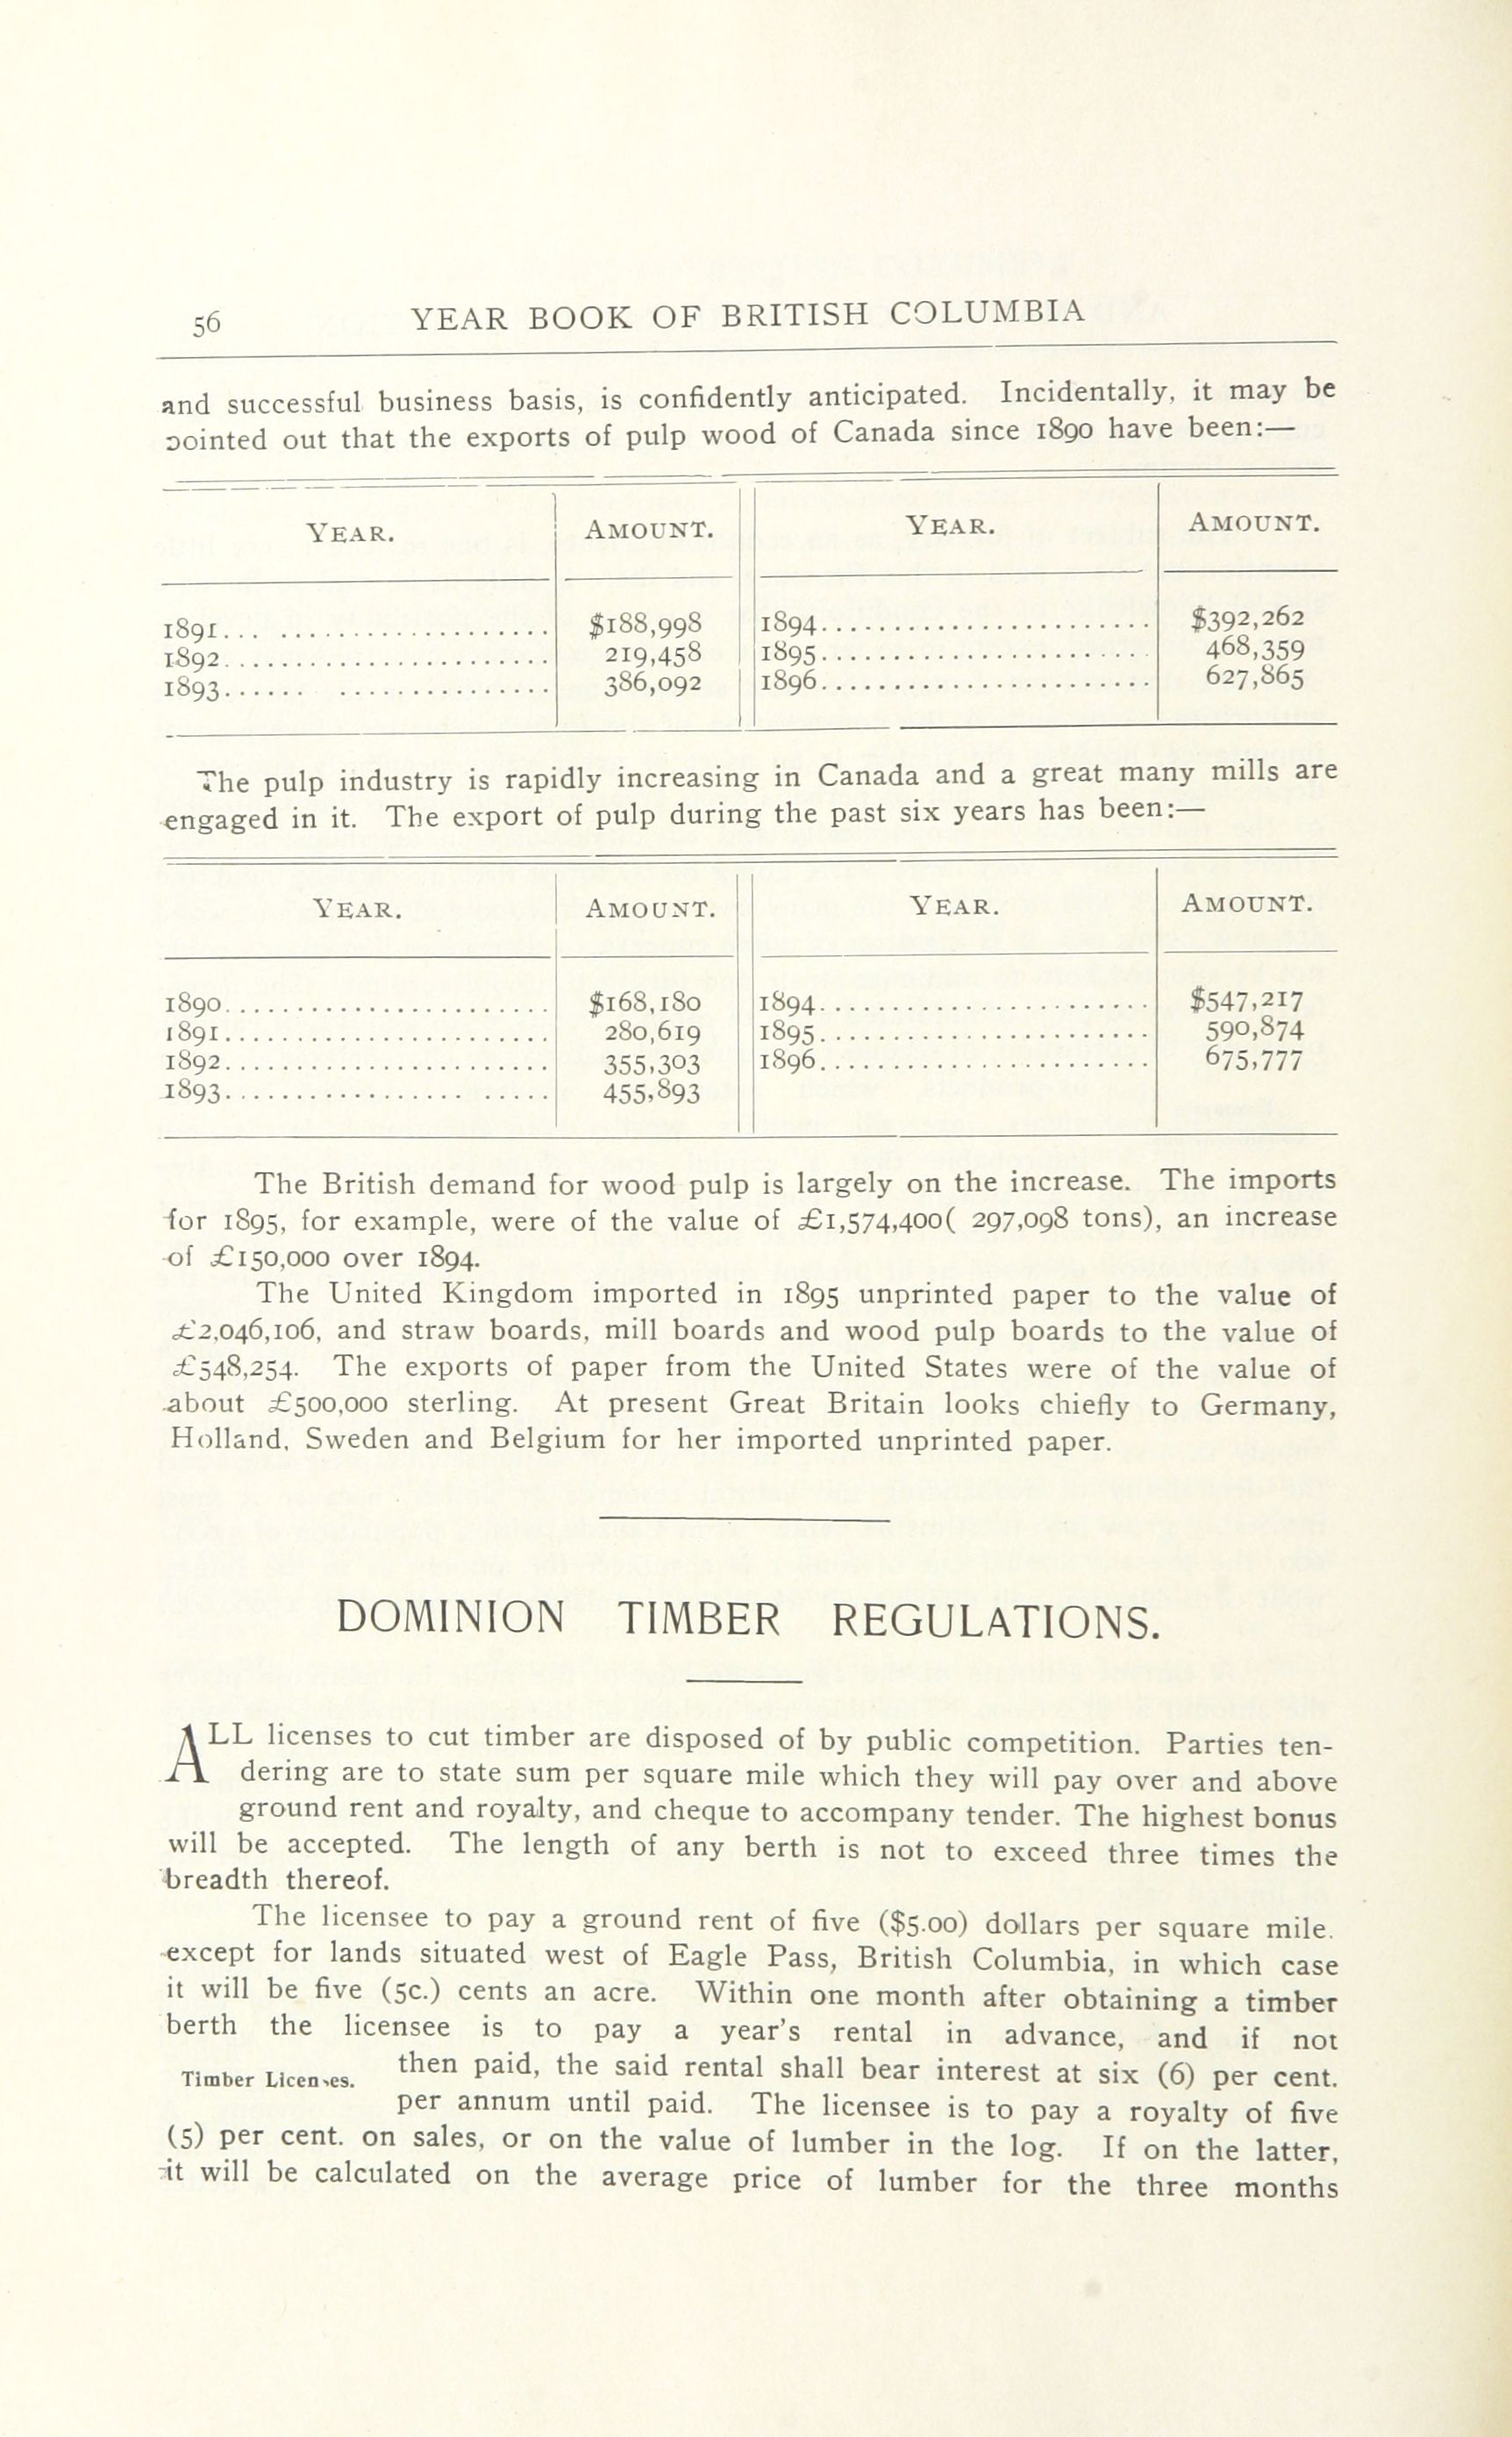 56 YEAR BOOK OF BRITISH COLUMBIA
and successful business basis, is confidently anticipated. Incidentally, it may be
pointed out that the exports of pulp wood of Canada since 1890 have been:—
YEAR. AMOUNT. YEAR. AMOUNT.
1891... ................... $188,998 1894....................... $392,262
1892....................... 219,458 1895....................... 468,359
1893...... ............... 386,092 1896....................... 627,865
The pulp industry is rapidly increasing in Canada and a great many mills are
engaged in it. The export of pulp during the past six years has been:—
YEAR. AMOUNT. YEAR. AMOUNT.
1890....................... $168,180 1894....................... $547,217
1891....................... 280,619 1895....................... 590,874
1892....................... 355,303 1896....................... 675,777
1893................. ..... 455,893
The British demand for wood pulp is largely on the increase. The imports
for 1895, for example, were of the value of £1,574,400( 297,098 tons), an increase
of £150,000 over 1894.
The United Kingdom imported in 1895 unprinted paper to the value of
£2,046,106, and straw boards, mill boards and wood pulp boards to the value of
£548,254. The exports of paper from the United States were of the value of
about £500,000 sterling. At present Great Britain looks chiefly to Germany,
Holland, Sweden and Belgium for her imported unprinted paper.
DOMINION TIMBER REGULATIONS.
ALL licenses to cut timber are disposed of by public competition. Parties ten-
dering are to state sum per square mile which they will pay over and above
ground rent and royalty, and cheque to accompany tender. The highest bonus
will be accepted. The length of any berth is not to exceed three times the
breadth thereof.
The licensee to pay a ground rent of five ($5.00) dollars per square mile.
except for lands situated west of Eagle Pass, British Columbia, in which case
it will be five (5c.) cents an acre. Within one month after obtaining a timber
berth the licensee is to pay a year's rental in advance, and if not
Timber Licenses. then paid, the said rental shall bear interest at six (6) per cent.
per annum until paid. The licensee is to pay a royalty of five
(5) per cent. on sales, or on the value of lumber in the log. If on the latter,
it will be calculated on the average price of lumber for the three months